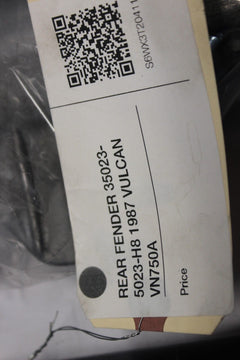 S6WX3T20411
REAR FENDER 35023-
5023-H8 1987 VULCAN
VN750A
Price